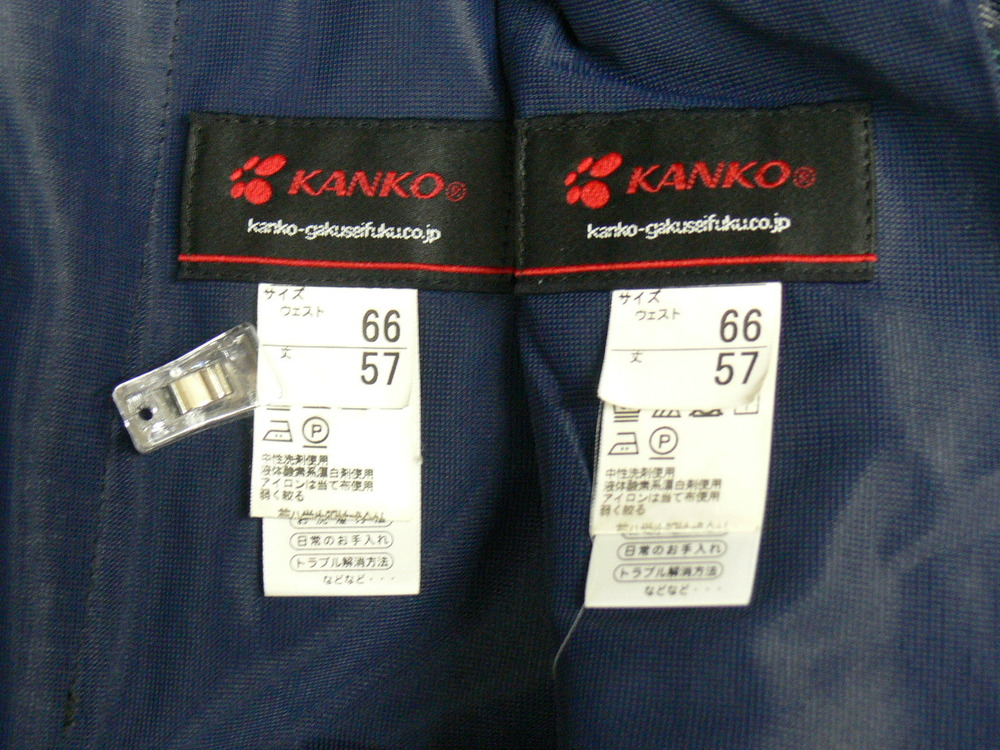 KANKO®
kanko-gakuseifuku.co.jp
サイズ
ウェスト
66
丈
57
P
中性洗剤使用
液体酸素系漂白剤使用
アイロンは当て布使用
弱く絞る
日常のお手入れ
トラブル解消方法
などなど・・・
KANKO®
kanko-gakuseifuku.co.jp
サイズ
ウェスト
66
丈
57
P
中性洗剤使用
液体酸素系漂白剤使用
アイロンは当て布使用
弱く絞る
日常のお手入れ
トラブル解消方法
などなど・・・